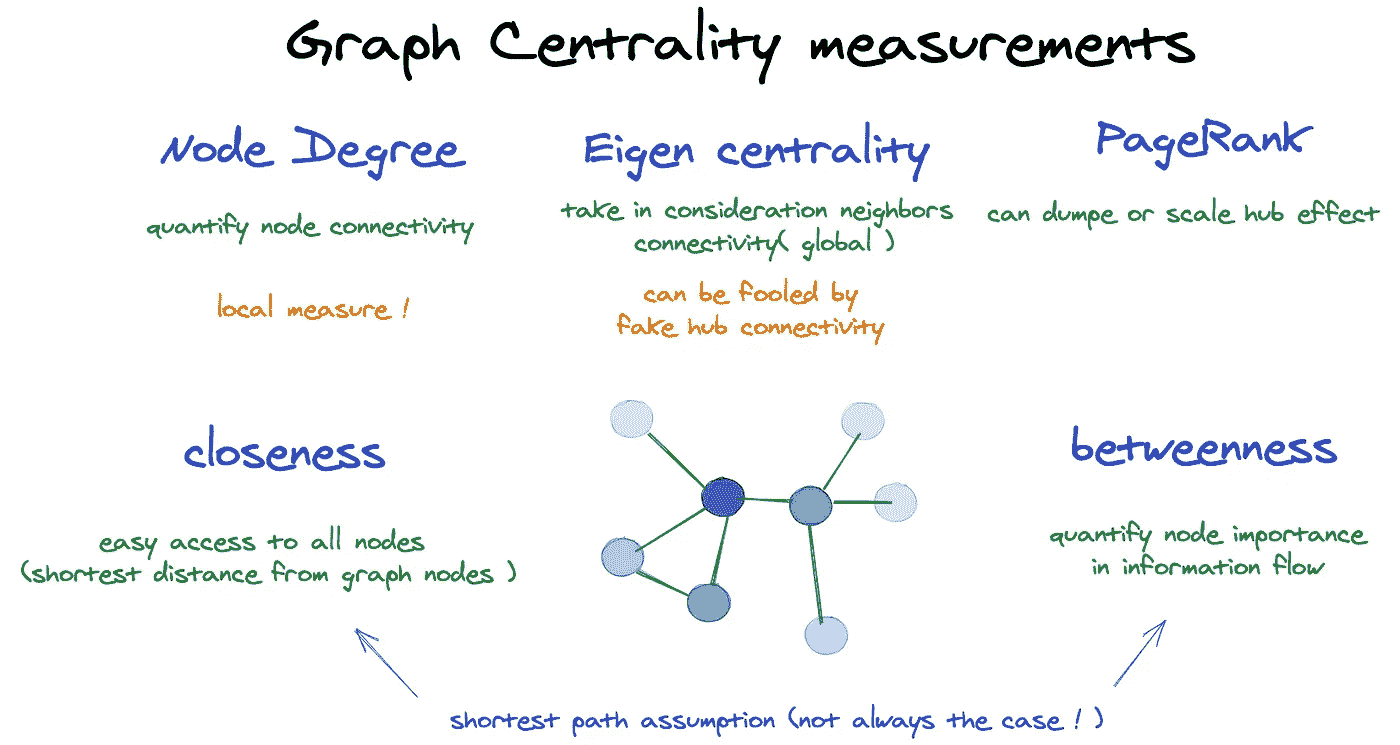 Graph Centrality measurements
Node Degree
quantify node connectivity
local measure !
Eigen centrality
take in consideration neighbors
connectivity( global )
can be fooled by
fake hub connectivity
PageRank
can dumpe or scale hub effect
closeness
easy access to all nodes
(shortest distance from graph nodes )
betweenness
quantify node importance
in information flow
shortest path assumption (not always the case ! )